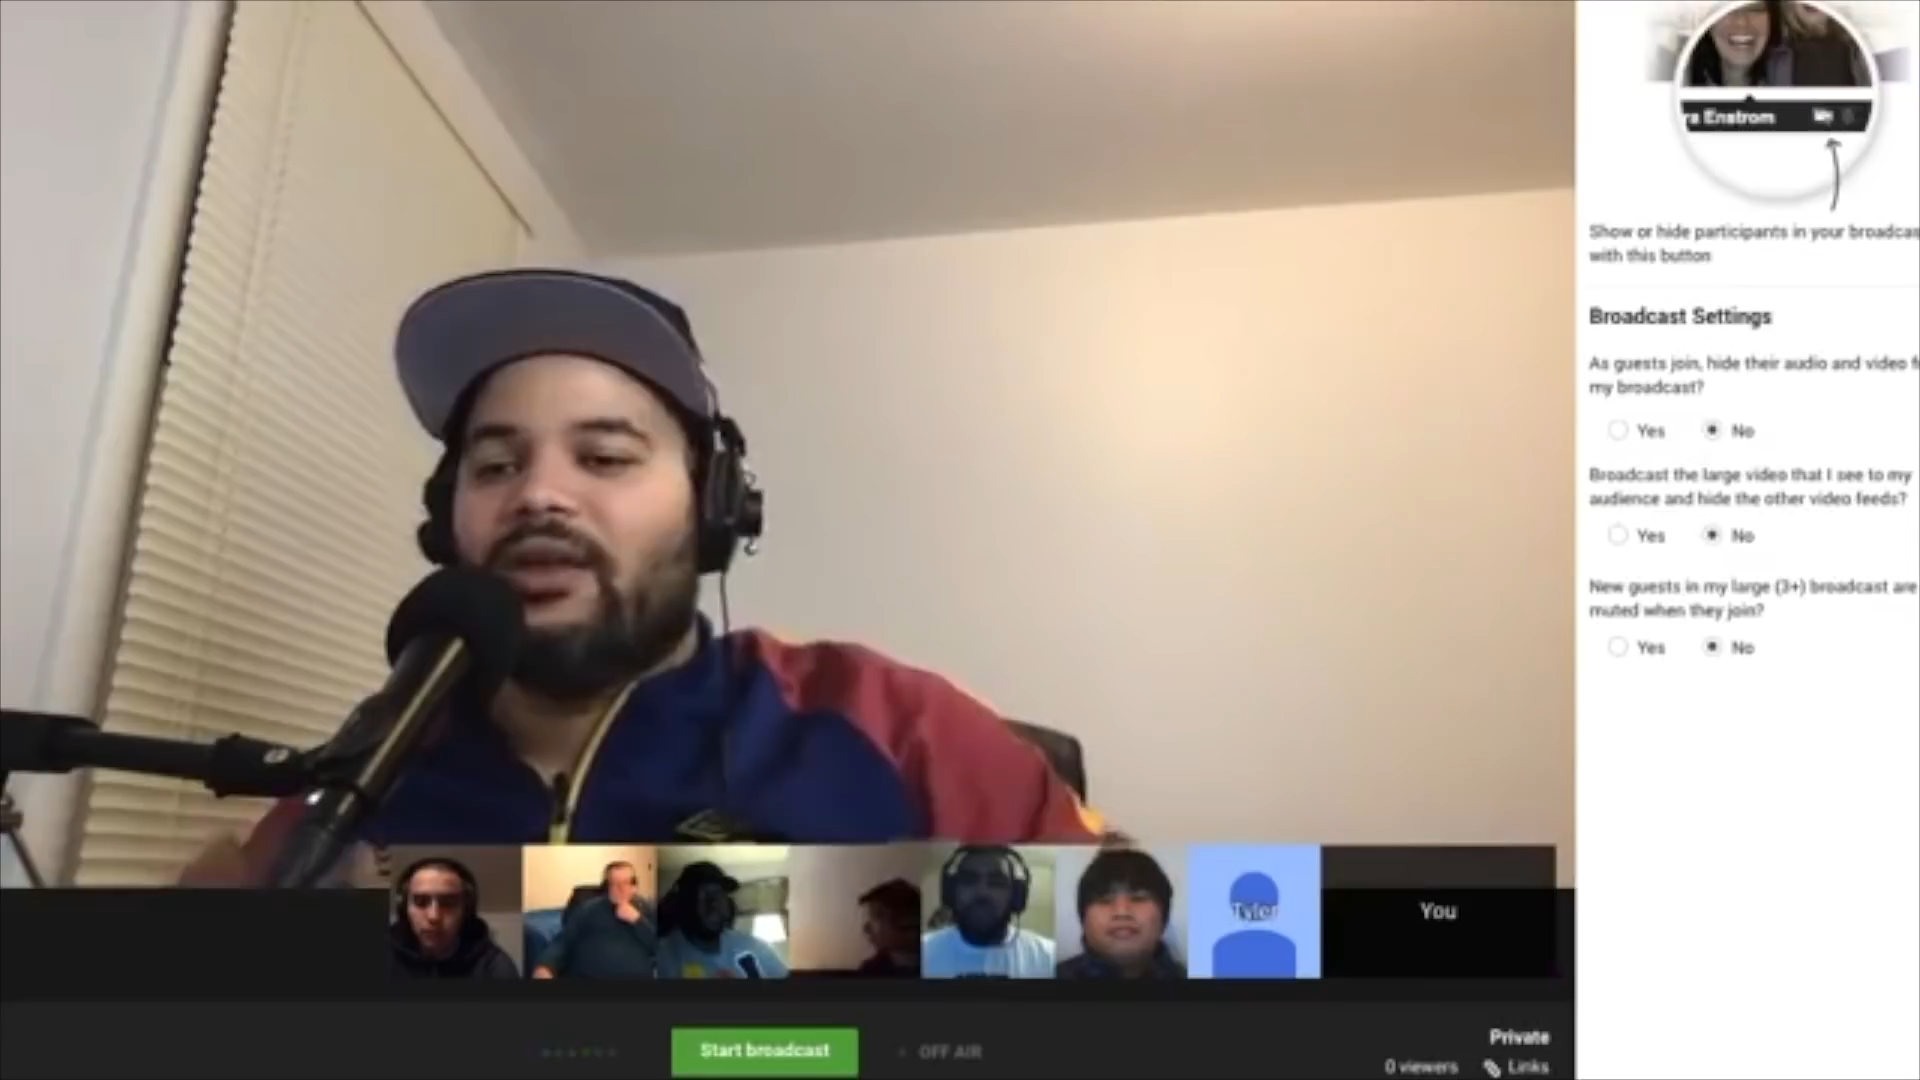 ra Enstrom
Show or hide participants in your broadcas
with this button
Broadcast Settings
As guests join, hide their audio and video f
my broadcast?
Yes No
Broadcast the large video that I see to my
audience and hide the other video feeds?
Yes No
New guests in my large (3+) broadcast are
muted when they join?
Yes No
Tyler
You
Start broadcast
OFF AIR
Private
0 viewers
Links